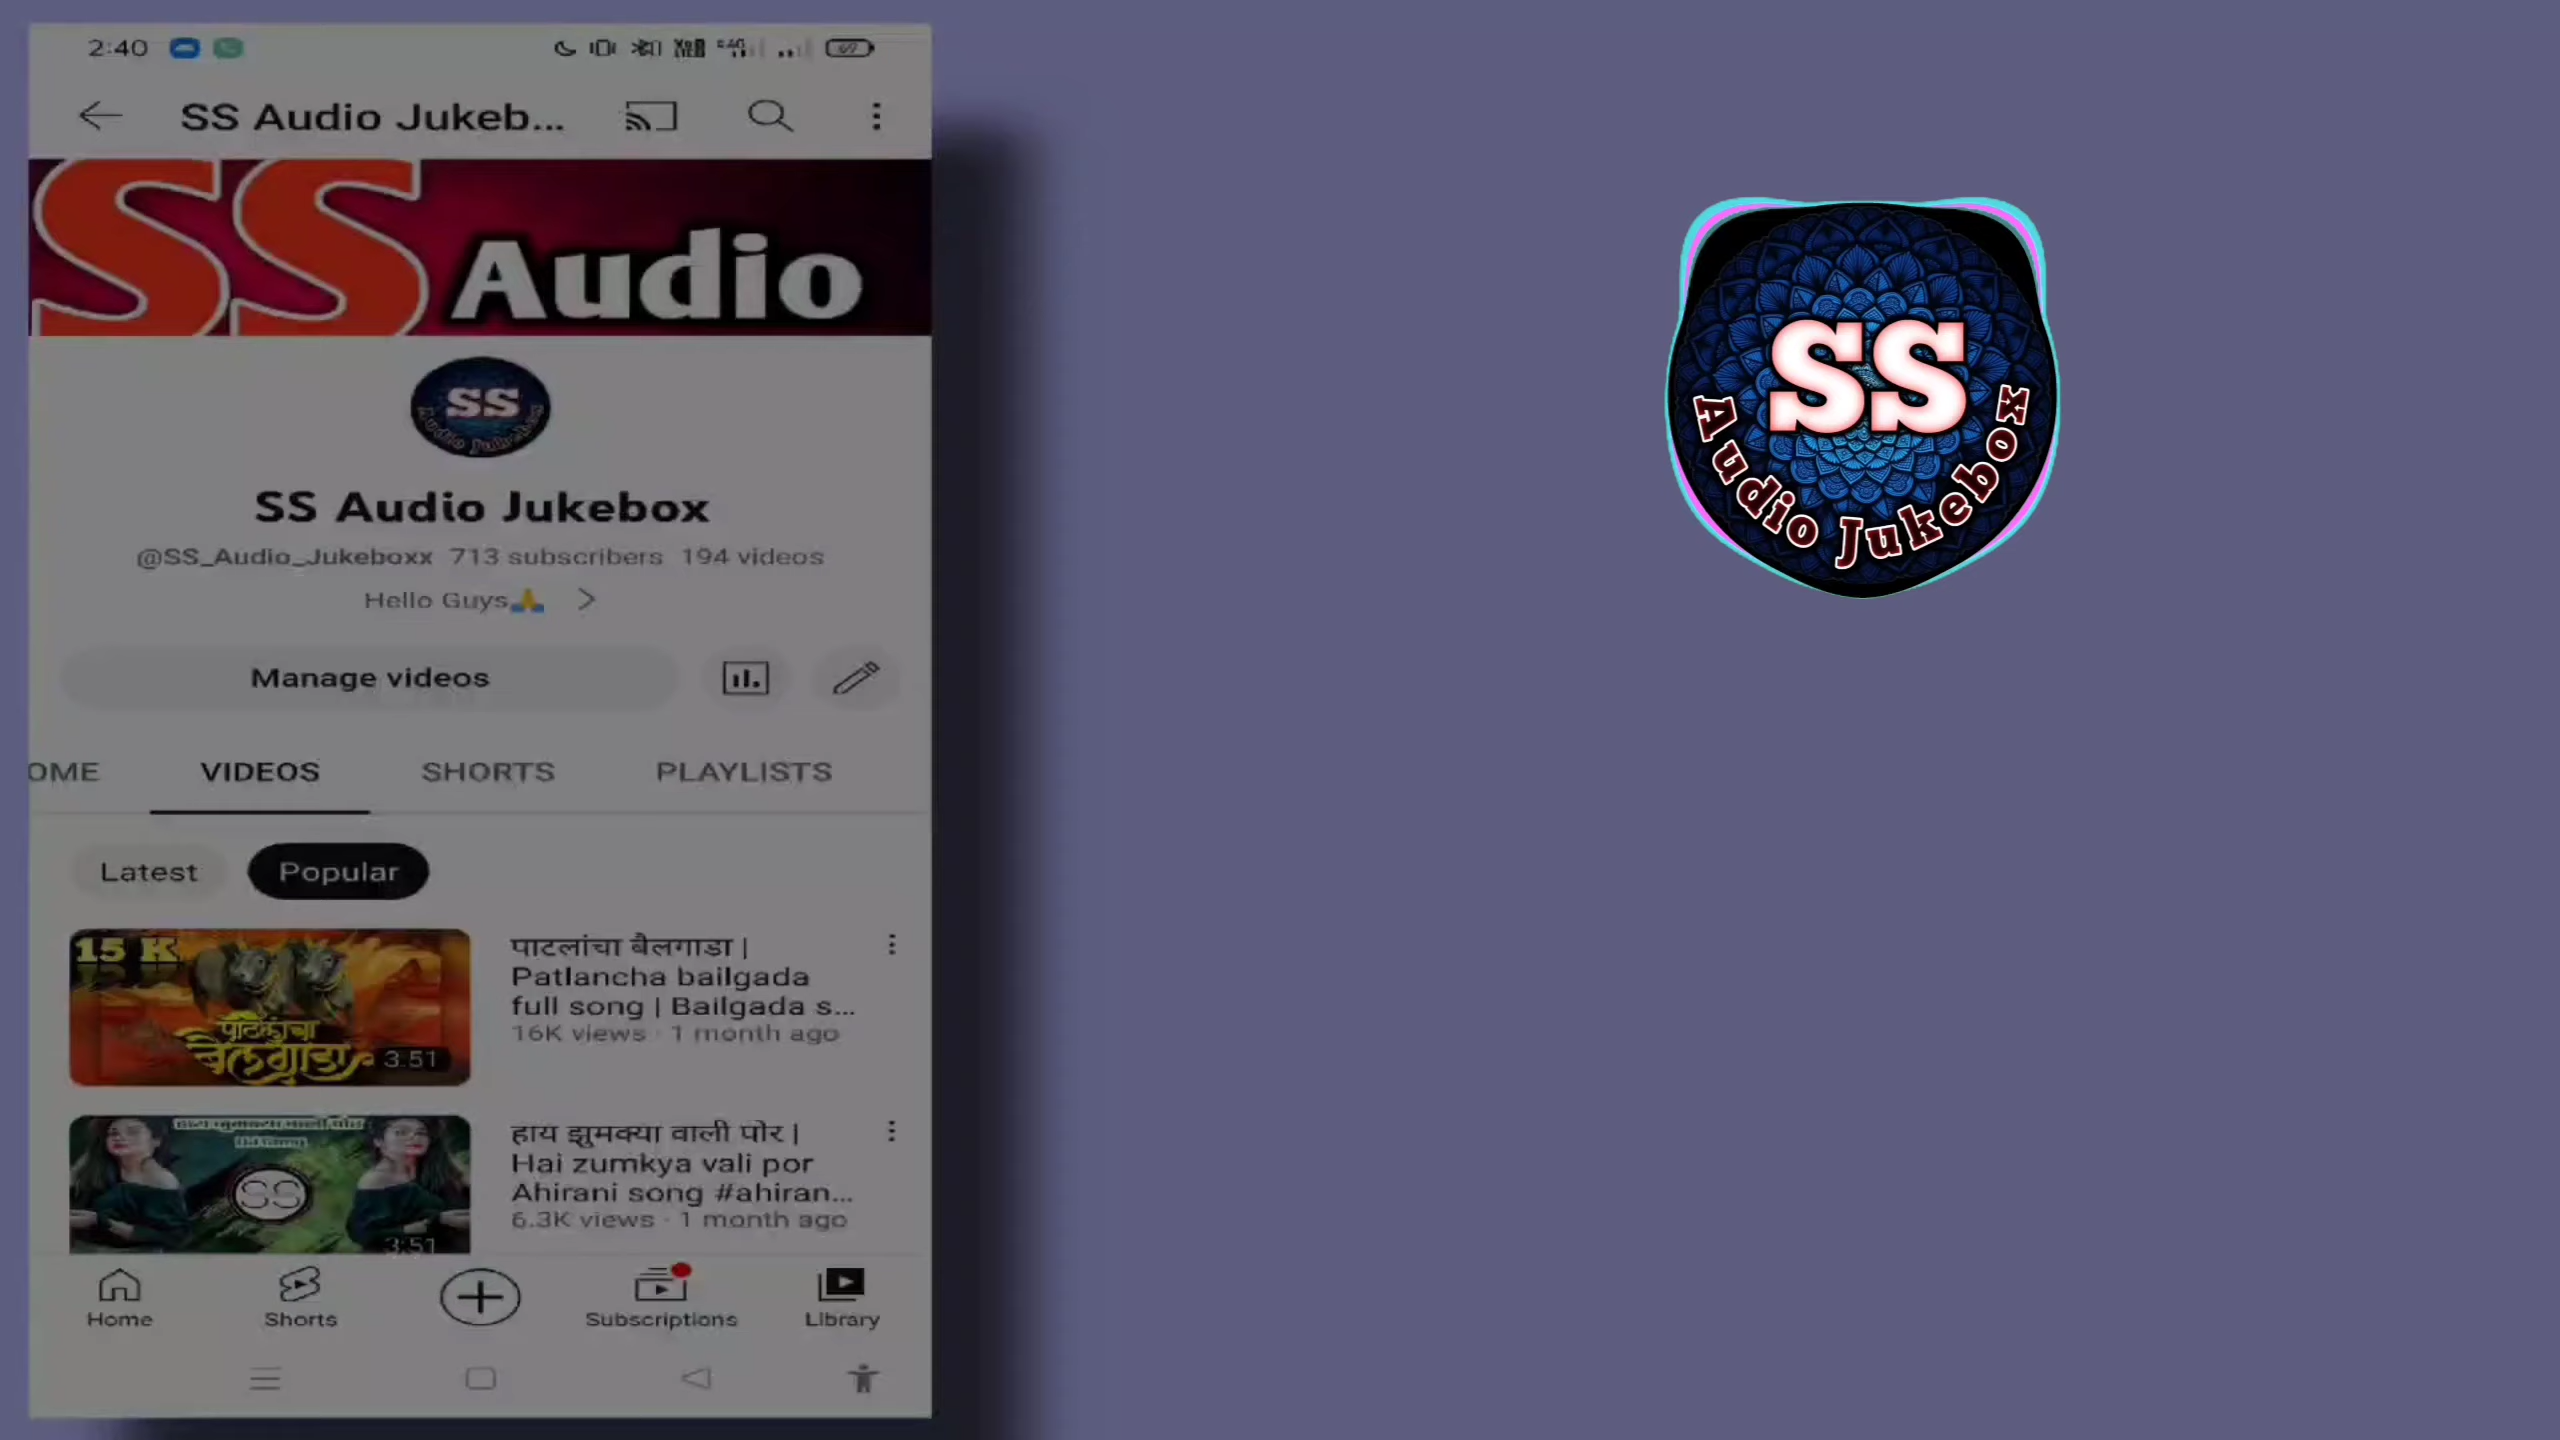 2:40
SS Audio Jukeb...
SS Audio
SS
Audio Jukebox
SS Audio Jukebox
@SS_Audio_Jukeboxx 713 subscribers 194 videos
Hello Guys🙏 >
Manage videos
OME VIDEOS SHORTS PLAYLISTS
Latest Popular
15 K
पाटलांचा
बैलगाडा
3:51
पाटलांचा बैलगाडा |
Patlancha bailgada
full song | Bailgada s...
16K views · 1 month ago
SS
3:51
हाय झुमक्या वाली पोर |
Hai zumkya vali por
Ahirani song #ahiran...
6.3K views · 1 month ago
Home Shorts Subscriptions Library
SS
Audio Jukebox